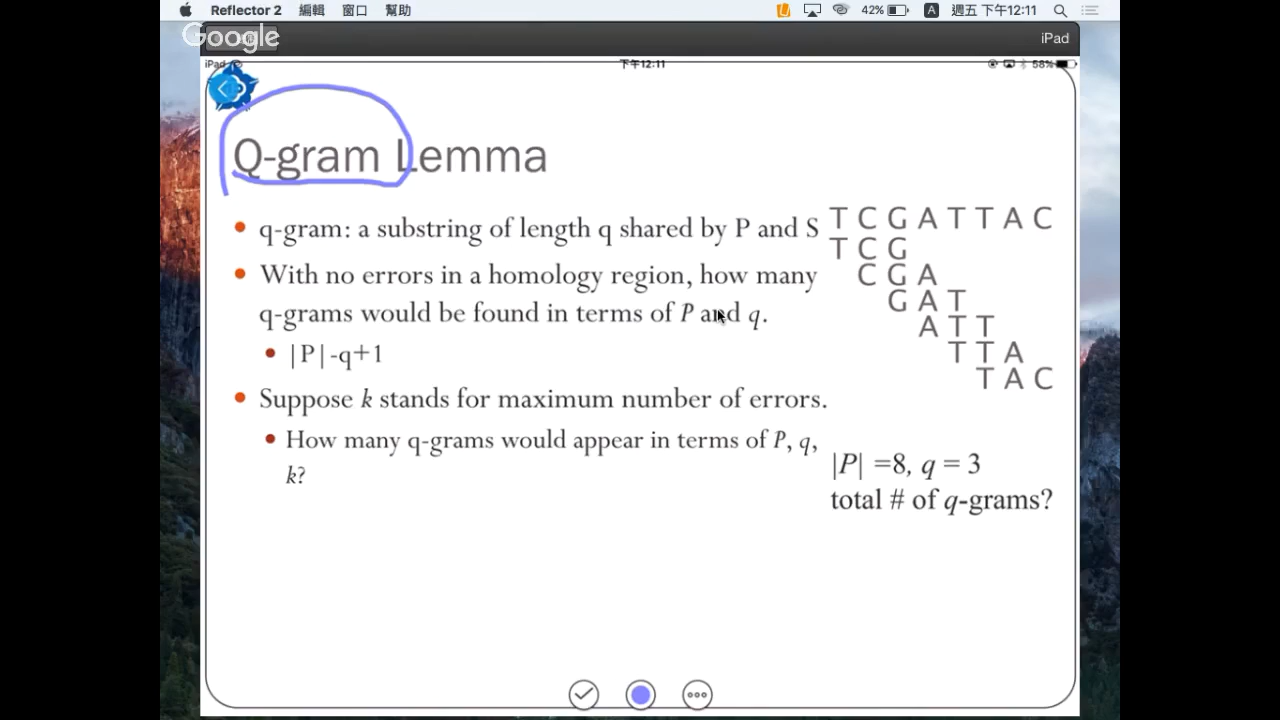 Reflector 2 編輯 窗口 幫助 42% A 週五 下午12:11
Google
iPad
iPad 下午12:11 58%
Q-gram Lemma
• q-gram: a substring of length q shared by P and S
• With no errors in a homology region, how many
q-grams would be found in terms of P and q.
• |P|-q+1
• Suppose k stands for maximum number of errors.
• How many q-grams would appear in terms of P, q,
k?
T C G A T T A C
T C G
C G A
G A T
A T T
T T A
T A C
|P| =8, q = 3
total # of q-grams?